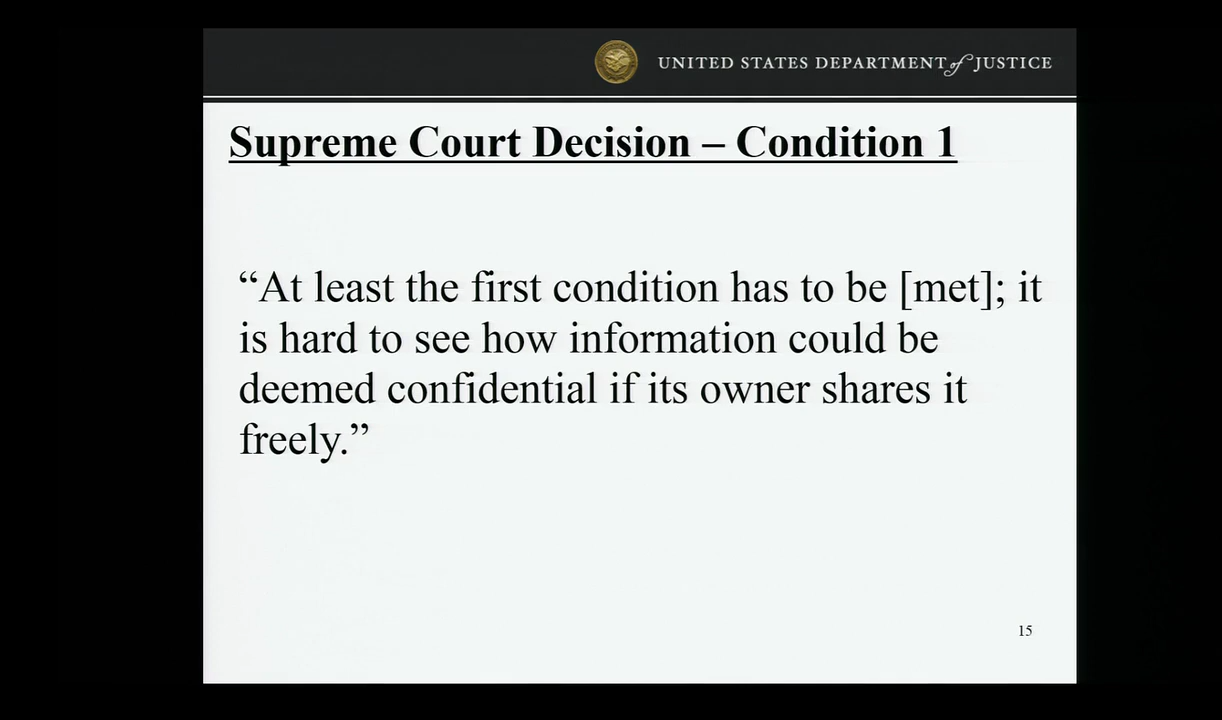 UNITED STATES DEPARTMENT of JUSTICE
Supreme Court Decision – Condition 1
“At least the first condition has to be [met]; it
is hard to see how information could be
deemed confidential if its owner shares it
freely.”
15